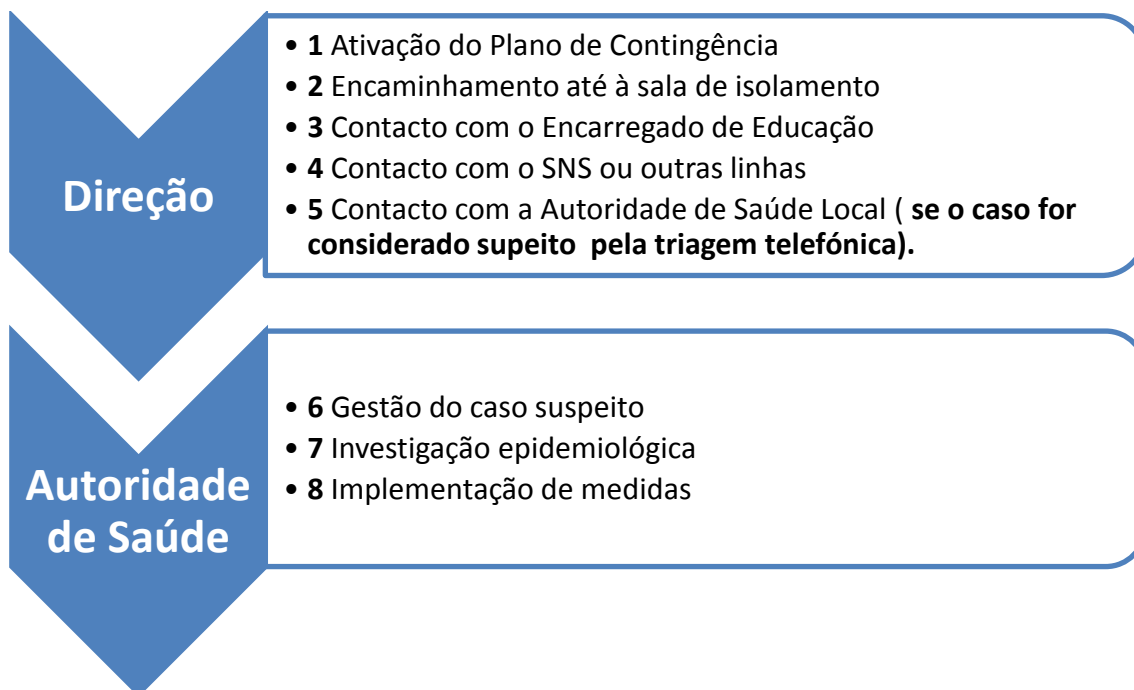 Direção
• 1 Ativação do Plano de Contingência
• 2 Encaminhamento até à sala de isolamento
• 3 Contacto com o Encarregado de Educação
• 4 Contacto com o SNS ou outras linhas
• 5 Contacto com a Autoridade de Saúde Local ( se o caso for
considerado supeito  pela triagem telefónica).
Autoridade
de Saúde
• 6 Gestão do caso suspeito
• 7 Investigação epidemiológica
• 8 Implementação de medidas